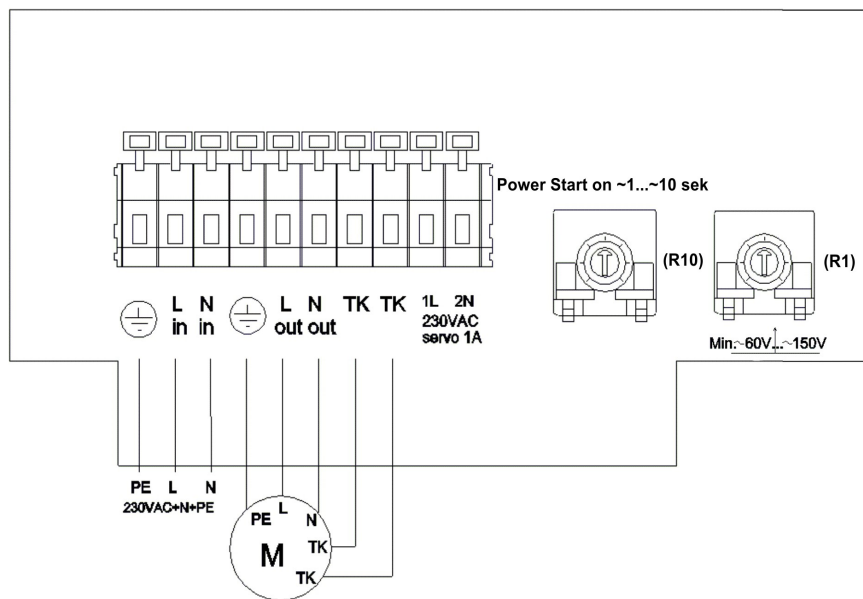 Power Start on ~1...~10 sek
(R10)
(R1)
L N L N TK TK 1L 2N
in in out out 230VAC
servo 1A
Min.~60V...~150V
PE L N
230VAC+N+PE
PE L N
M TK
TK